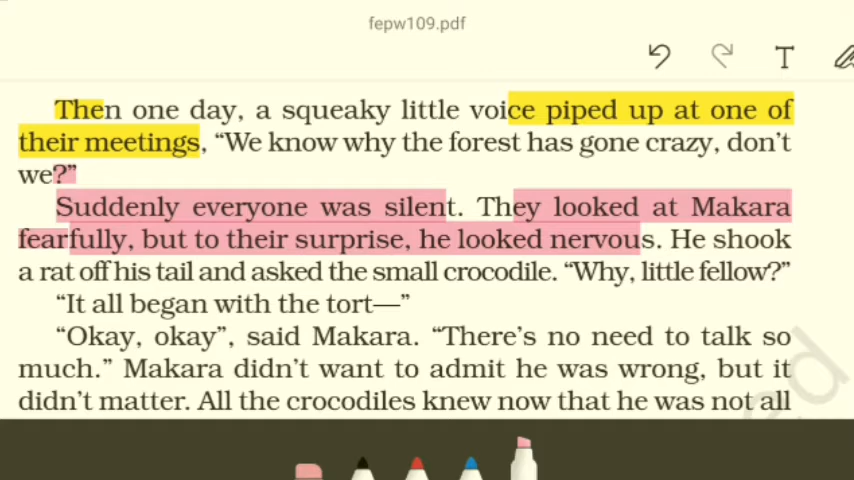 fepw109.pdf
T
Then one day, a squeaky little voice piped up at one of
their meetings, “We know why the forest has gone crazy, don’t
we?”
Suddenly everyone was silent. They looked at Makara
fearfully, but to their surprise, he looked nervous. He shook
a rat off his tail and asked the small crocodile. “Why, little fellow?”
“It all began with the tort—”
“Okay, okay”, said Makara. “There’s no need to talk so
much.” Makara didn’t want to admit he was wrong, but it
didn’t matter. All the crocodiles knew now that he was not all